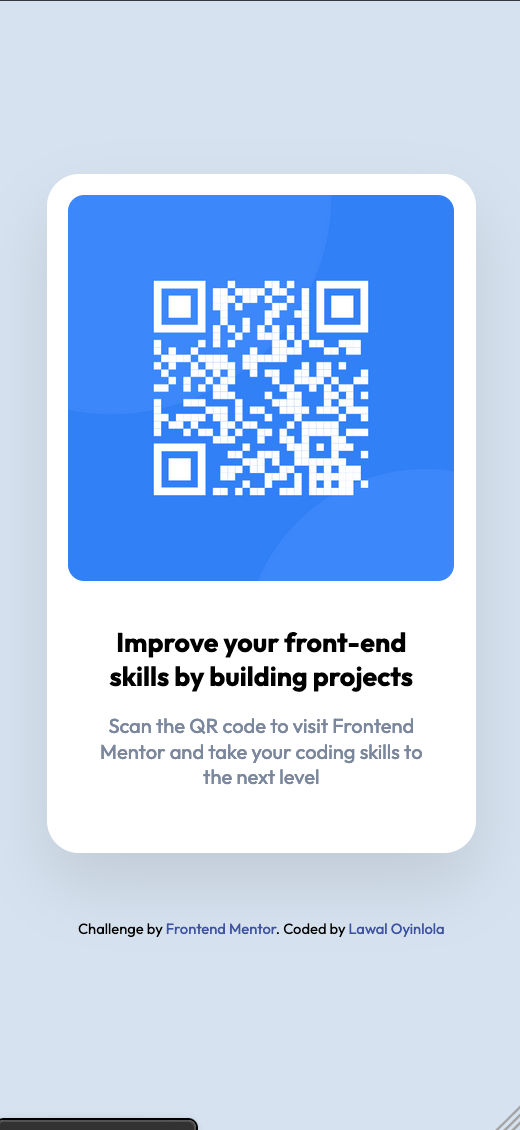 Improve your front-end
skills by building projects
Scan the QR code to visit Frontend
Mentor and take your coding skills to
the next level
Challenge by Frontend Mentor. Coded by Lawal Oyinlola